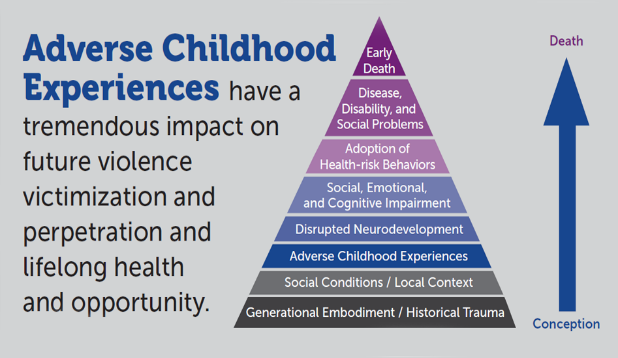 Adverse Childhood
Experiences have a
tremendous impact on
future violence
victimization and
perpetration and
lifelong health
and opportunity.
Early
Death
Disease,
Disability, and
Social Problems
Adoption of
Health-risk Behaviors
Social, Emotional,
and Cognitive Impairment
Disrupted Neurodevelopment
Adverse Childhood Experiences
Social Conditions / Local Context
Generational Embodiment / Historical Trauma
Death
Conception